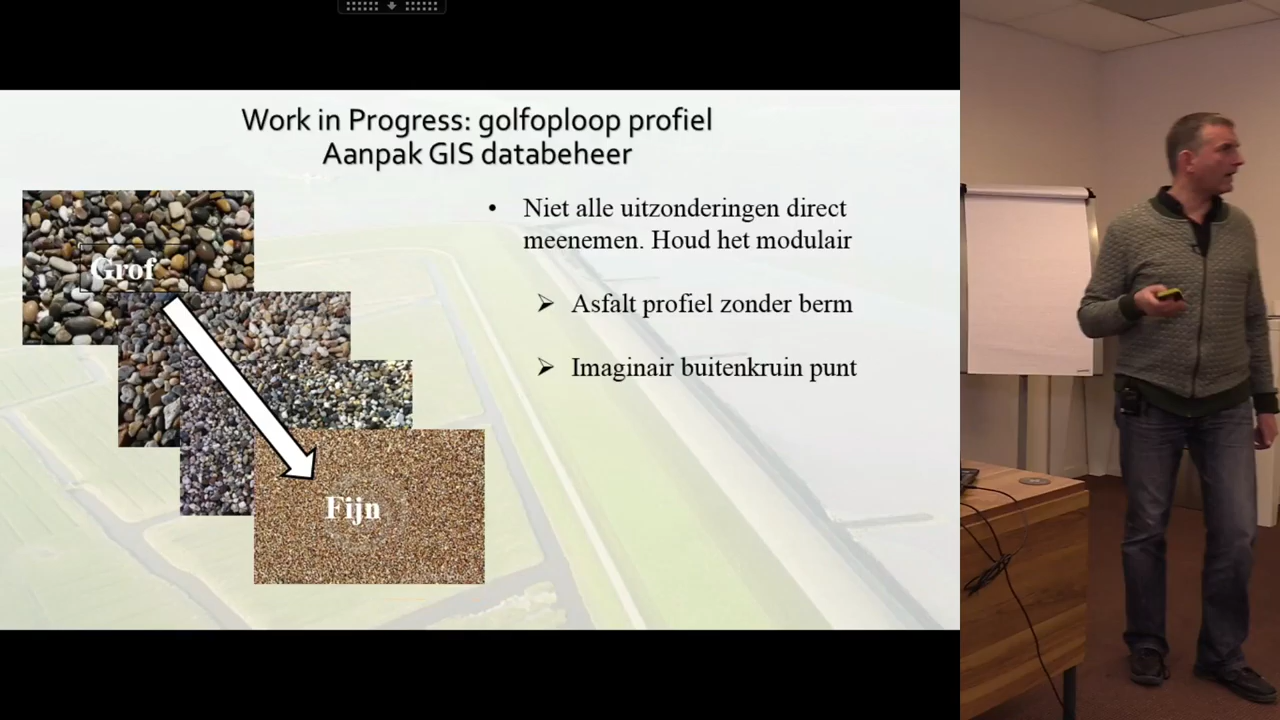 Work in Progress: golfoploop profiel
Aanpak GIS databeheer
Grof
Fijn
• Niet alle uitzonderingen direct
meenemen. Houd het modulair
➢ Asfalt profiel zonder berm
➢ Imaginair buitenkruin punt